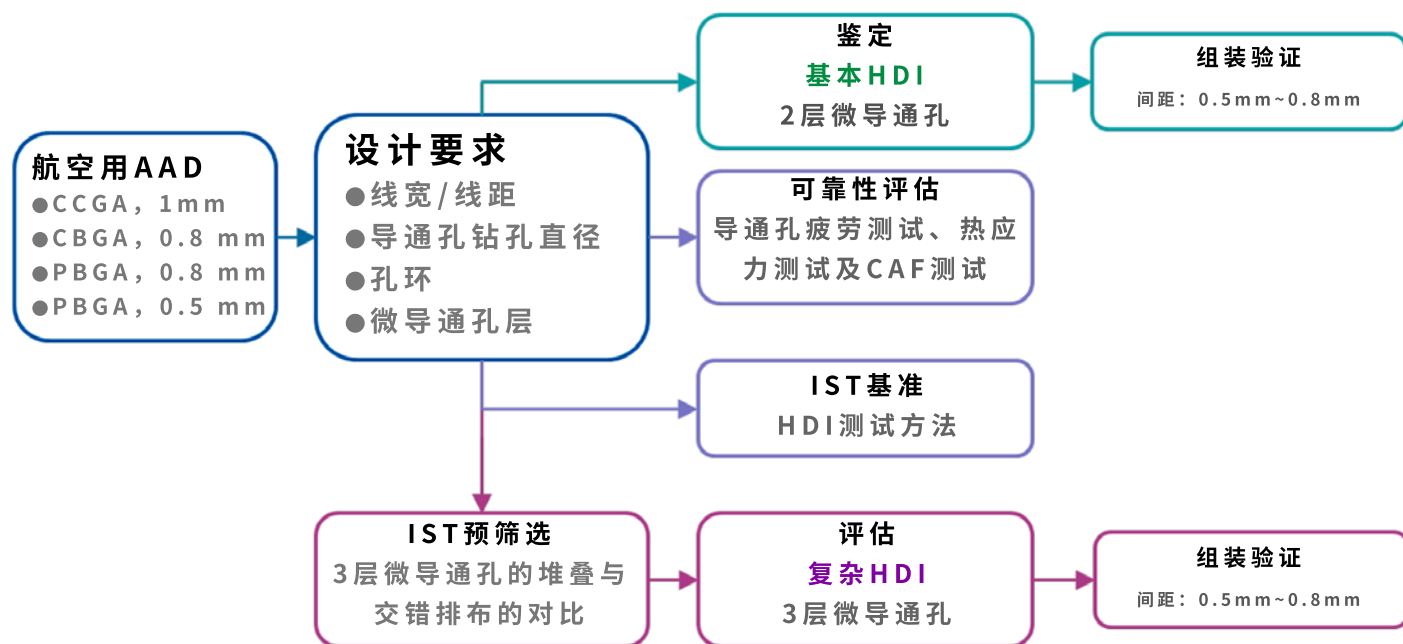 航空用AAD
●CCGA，1mm
●CBGA，0.8 mm
●PBGA，0.8 mm
●PBGA，0.5 mm
设计要求
●线宽/线距
●导通孔钻孔直径
●孔环
●微导通孔层
鉴定
基本HDI
2层微导通孔
组装验证
间距：0.5mm~0.8mm
可靠性评估
导通孔疲劳测试、热应
力测试及CAF测试
IST基准
HDI测试方法
IST预筛选
3层微导通孔的堆叠与
交错排布的对比
评估
复杂HDI
3层微导通孔
组装验证
间距：0.5mm~0.8mm